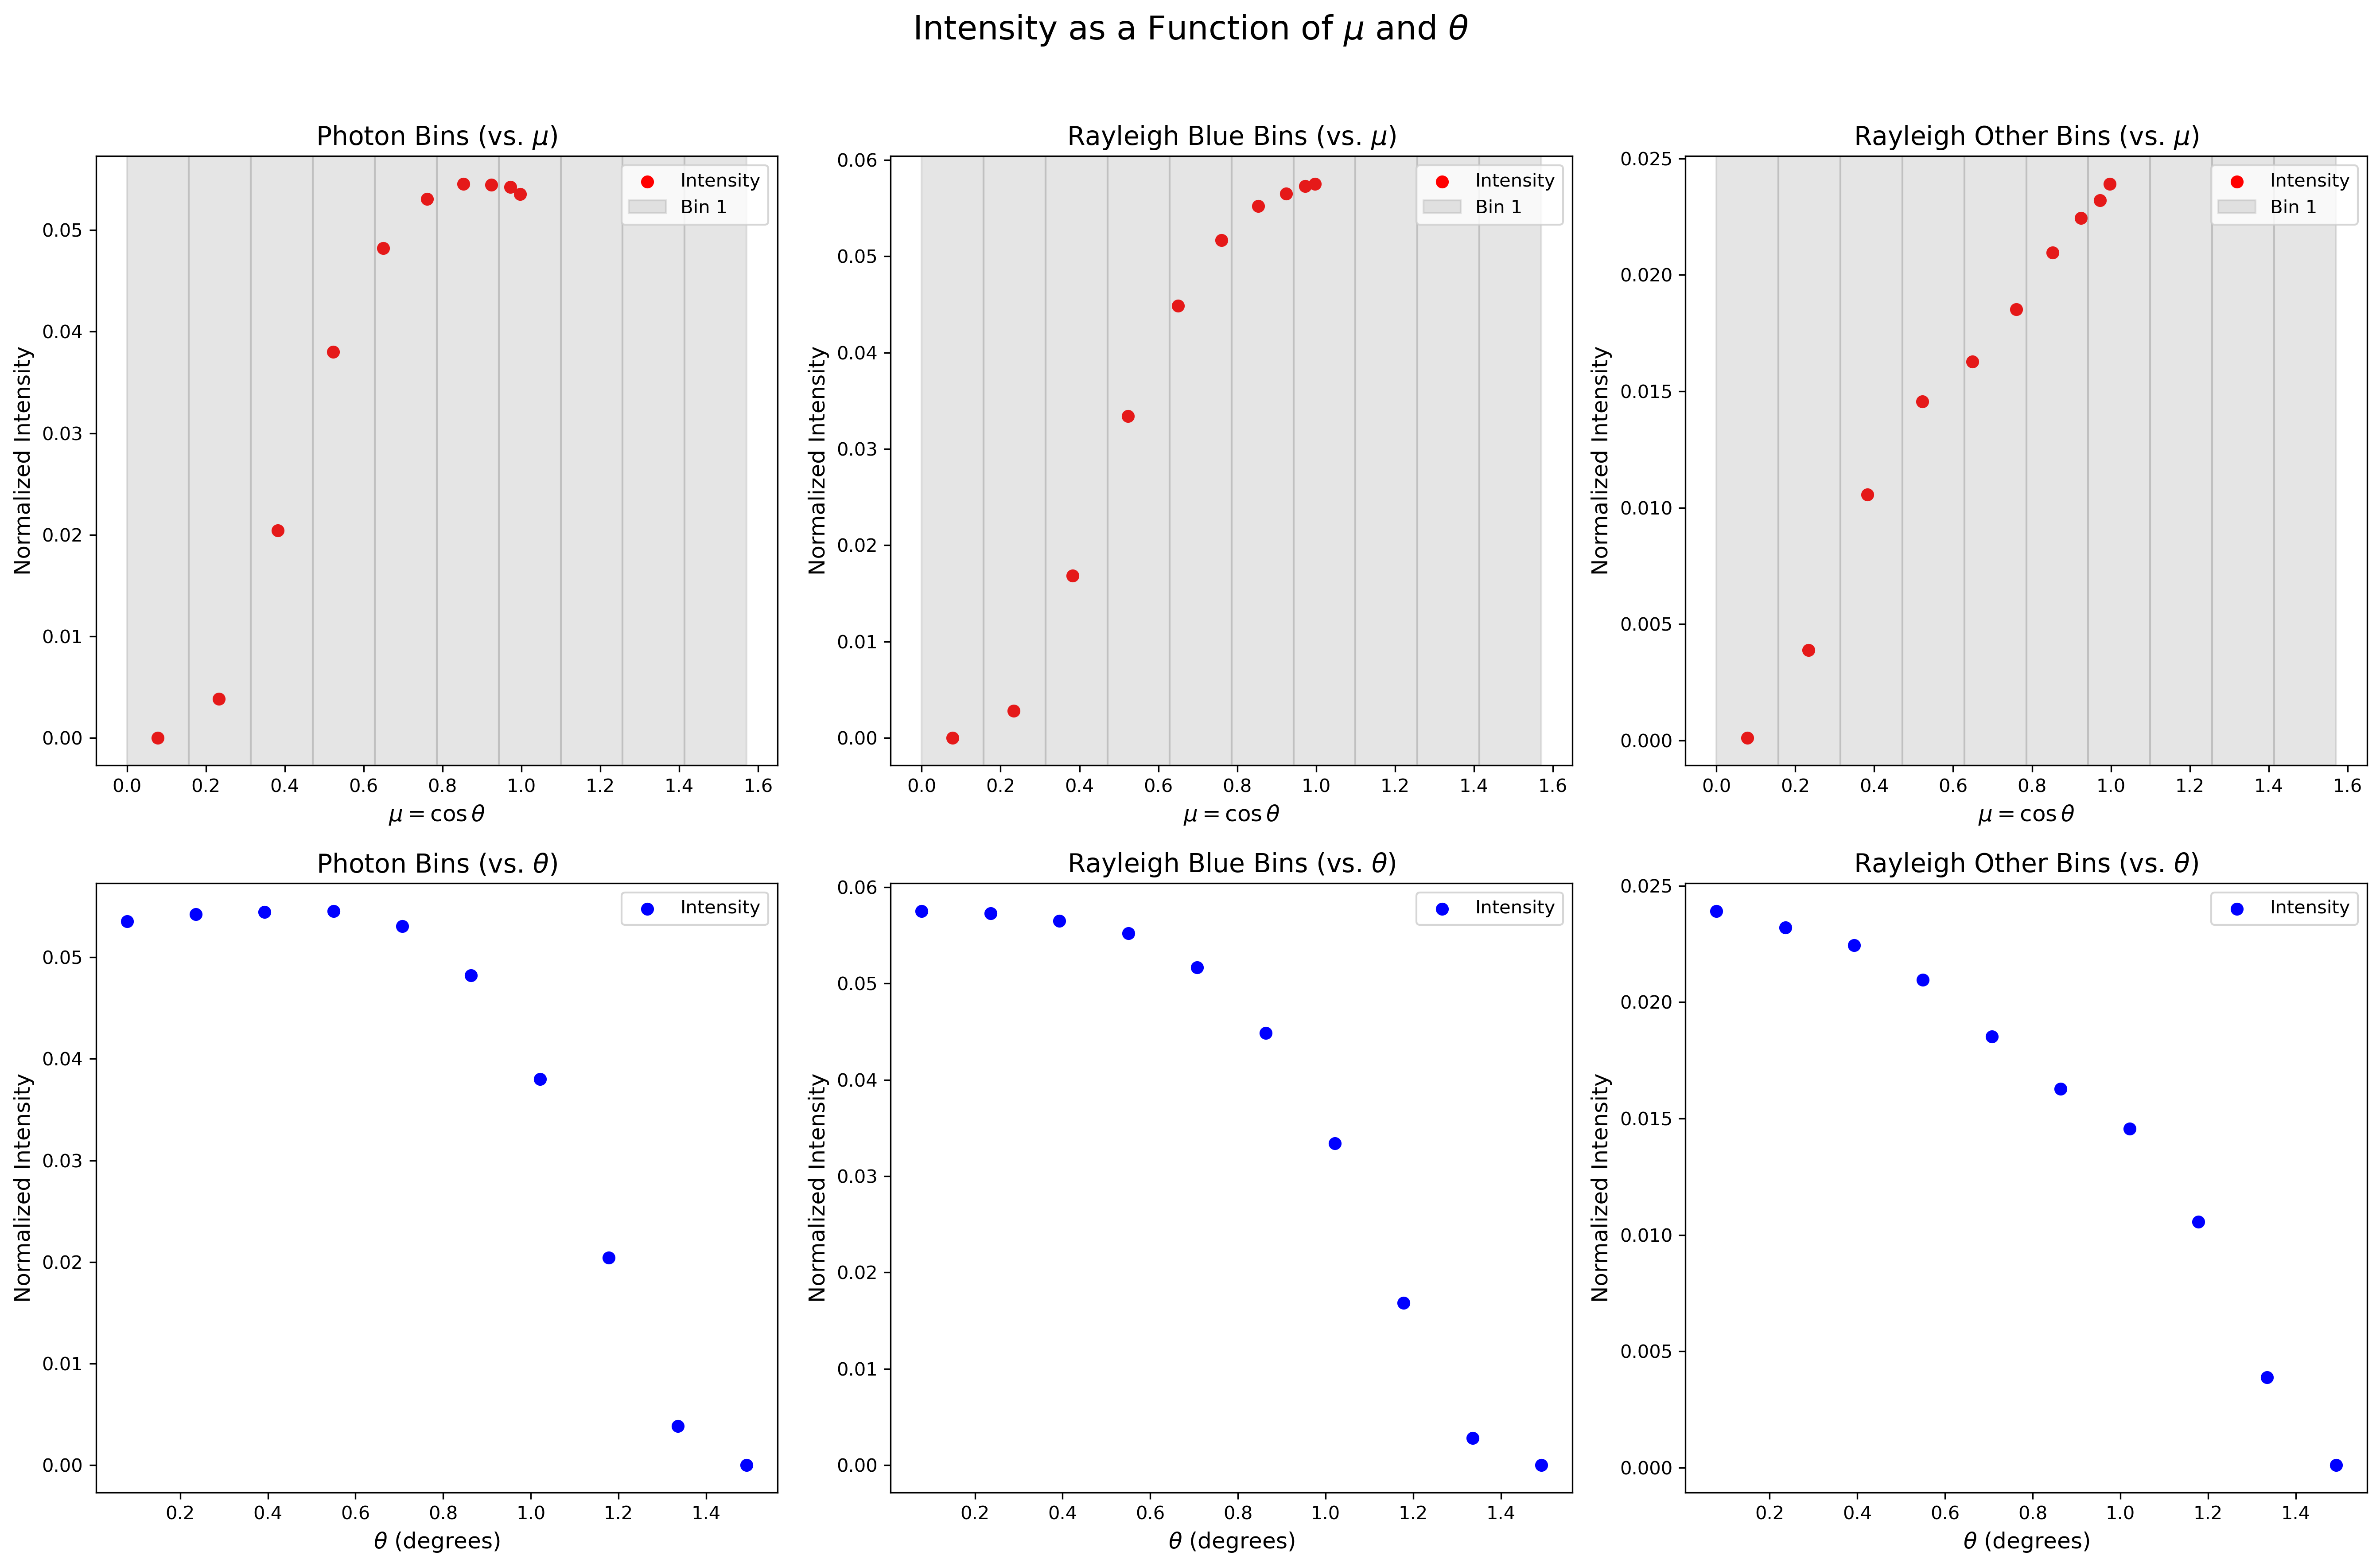 Intensity as a Function of μ and θ
Photon Bins (vs. μ)
Intensity
Bin 1
0.05
0.04
0.03
0.02
0.01
0.00
Normalized Intensity
0.0 0.2 0.4 0.6 0.8 1.0 1.2 1.4 1.6
μ = cos θ
Rayleigh Blue Bins (vs. μ)
Intensity
Bin 1
0.06
0.05
0.04
0.03
0.02
0.01
0.00
Normalized Intensity
0.0 0.2 0.4 0.6 0.8 1.0 1.2 1.4 1.6
μ = cos θ
Rayleigh Other Bins (vs. μ)
Intensity
Bin 1
0.025
0.020
0.015
0.010
0.005
0.000
Normalized Intensity
0.0 0.2 0.4 0.6 0.8 1.0 1.2 1.4 1.6
μ = cos θ
Photon Bins (vs. θ)
Intensity
0.05
0.04
0.03
0.02
0.01
0.00
Normalized Intensity
0.2 0.4 0.6 0.8 1.0 1.2 1.4
θ (degrees)
Rayleigh Blue Bins (vs. θ)
Intensity
0.06
0.05
0.04
0.03
0.02
0.01
0.00
Normalized Intensity
0.2 0.4 0.6 0.8 1.0 1.2 1.4
θ (degrees)
Rayleigh Other Bins (vs. θ)
Intensity
0.025
0.020
0.015
0.010
0.005
0.000
Normalized Intensity
0.2 0.4 0.6 0.8 1.0 1.2 1.4
θ (degrees)